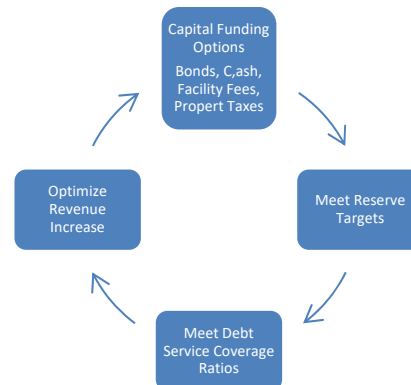 Capital Funding
Options
Bonds, C,ash,
Facility Fees,
Propert Taxes
Optimize
Revenue
Increase
Meet Reserve
Targets
Meet Debt
Service Coverage
Ratios